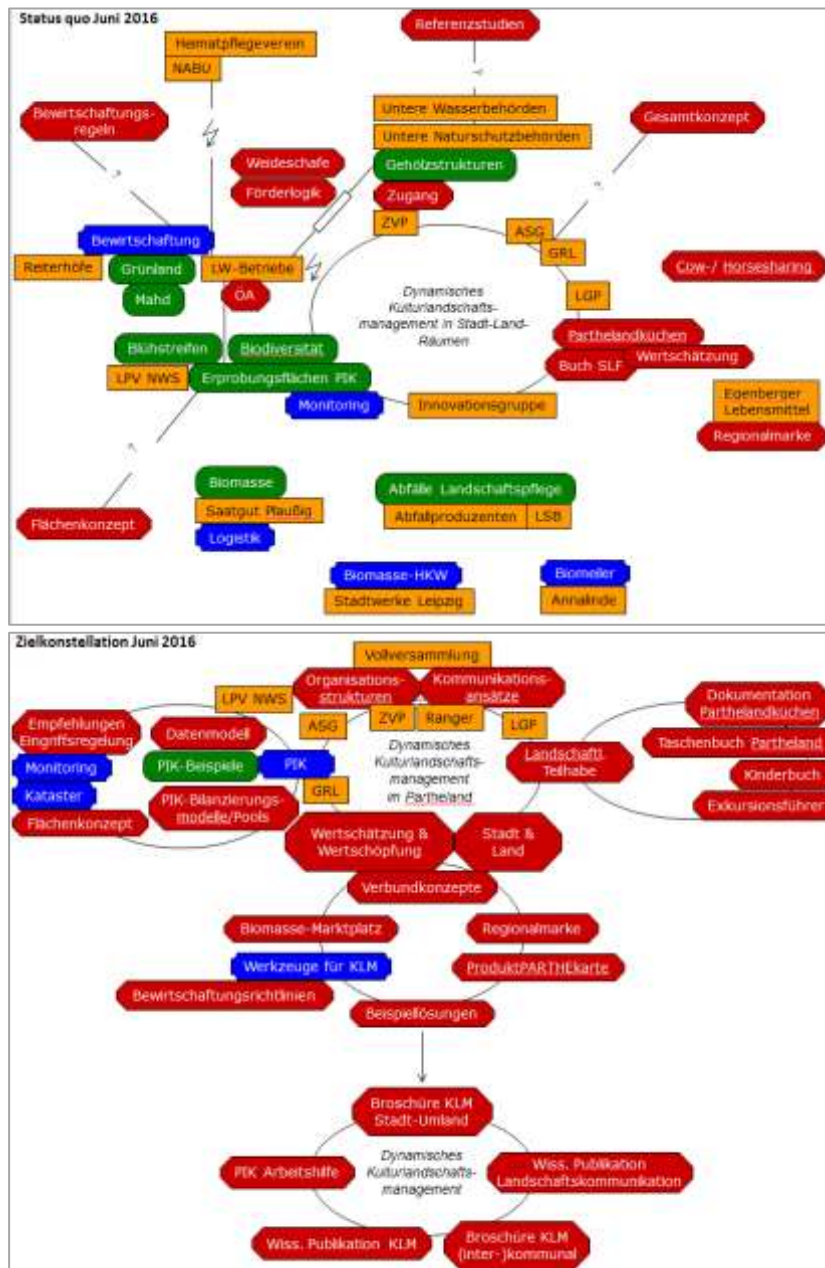 Status quo Juni 2016
Heimatpflegeverein
NABU
Referenzstudien
Bewirtschaftungs-
regeln
Untere Wasserbehörden
Untere Naturschutzbehörden
Gesamtkonzept
Weideschafe
Förderlogik
Gehölzstrukturen
Zugang
ZVP
ASG
GRL
Bewirtschaftung
Reiterhöfe
Grünland
Mahd
LW-Betriebe
ÖA
LGP
Cow-/ Horsesharing
Dynamisches
Kulturlandschafts-
management in Stadt-Land-
Räumen
Parthelandküchen
Wertschätzung
Buch SLF
Blühstreifen
Biodiversität
LPV NWS
Erprobungsflächen PIK
Monitoring
Innovationsgruppe
Egenberger
Lebensmittel
Regionalmarke
Biomasse
Saatgut Plaußig
Logistik
Flächenkonzept
Abfälle Landschaftspflege
Abfallproduzenten
LSB
Biomasse-HKW
Stadtwerke Leipzig
Biomeiler
Annalinde
Zielkonstellation Juni 2016
Vollversammlung
Organisations-
strukturen
Kommunikations-
ansätze
LPV NWS
ASG
ZVP
Ranger
LGP
Dokumentation
Parthelandküchen
Empfehlungen
Eingriffsregelung
Datenmodell
Monitoring
PIK-Beispiele
PIK
Kataster
GRL
Dynamisches
Kulturlandschafts-
management
im Partheland
Landschaftl.
Teilhabe
Taschenbuch Partheland
Kinderbuch
Exkursionsführer
PIK-Bilanzierungs-
modelle/Pools
Flächenkonzept
Wertschätzung &
Wertschöpfung
Stadt &
Land
Verbundkonzepte
Biomasse-Marktplatz
Regionalmarke
Werkzeuge für KLM
ProduktPARTHEkarte
Bewirtschaftungsrichtlinien
Beispiellösungen
Broschüre KLM
Stadt-Umland
PIK Arbeitshilfe
Dynamisches
Kulturlandschafts-
management
Wiss. Publikation
Landschaftskommunikation
Wiss. Publikation KLM
Broschüre KLM
(inter-)kommunal